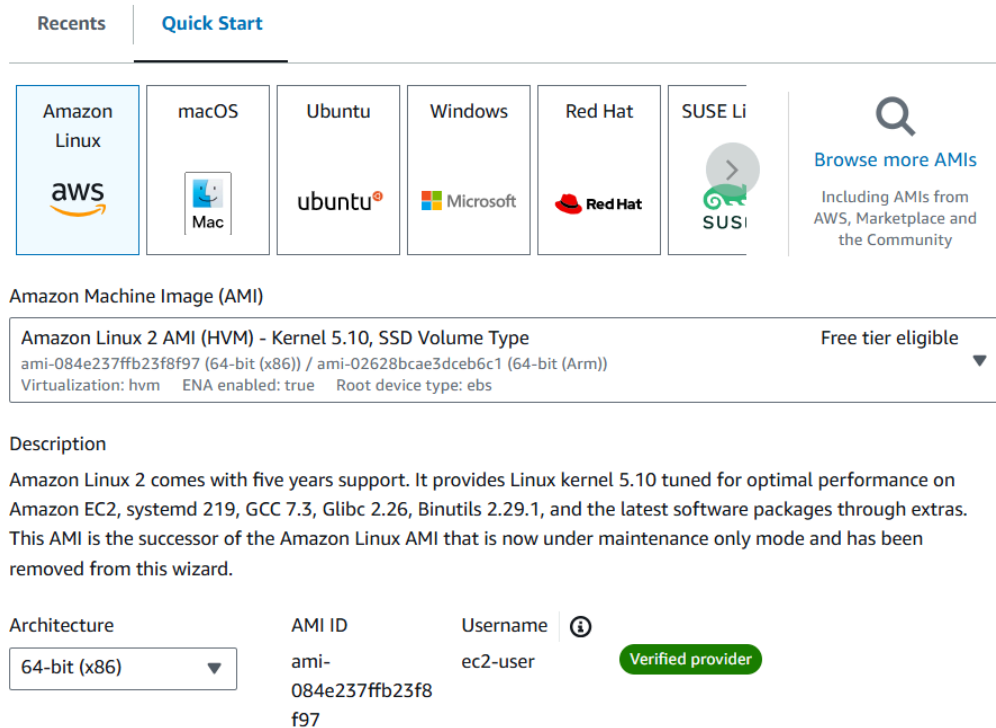 Recents
Quick Start
Amazon
Linux
aws
macOS
Mac
Ubuntu
ubuntu
Windows
Microsoft
Red Hat
Red Hat
SUSE Li
SUS
Browse more AMIs
Including AMIs from
AWS, Marketplace and
the Community
Amazon Machine Image (AMI)
Amazon Linux 2 AMI (HVM) - Kernel 5.10, SSD Volume Type
Free tier eligible
ami-084e237ffb23f8f97 (64-bit (x86)) / ami-02628bcae3dceb6c1 (64-bit (Arm))
Virtualization: hvm ENA enabled: true Root device type: ebs
Description
Amazon Linux 2 comes with five years support. It provides Linux kernel 5.10 tuned for optimal performance on
Amazon EC2, systemd 219, GCC 7.3, Glibc 2.26, Binutils 2.29.1, and the latest software packages through extras.
This AMI is the successor of the Amazon Linux AMI that is now under maintenance only mode and has been
removed from this wizard.
Architecture
64-bit (x86)
AMI ID
ami-
084e237ffb23f8
f97
Username
ec2-user
Verified provider